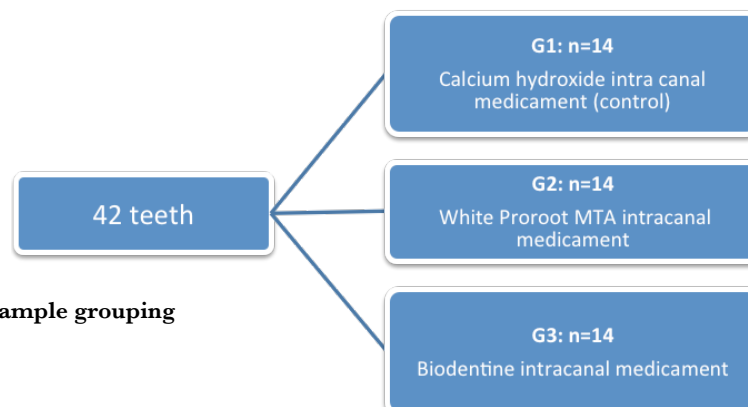 G1: n=14
Calcium hydroxide intra canal
medicament (control)
42 teeth
G2: n=14
White Proroot MTA intracanal
medicament
ample grouping
G3: n=14
Biodentine intracanal medicament